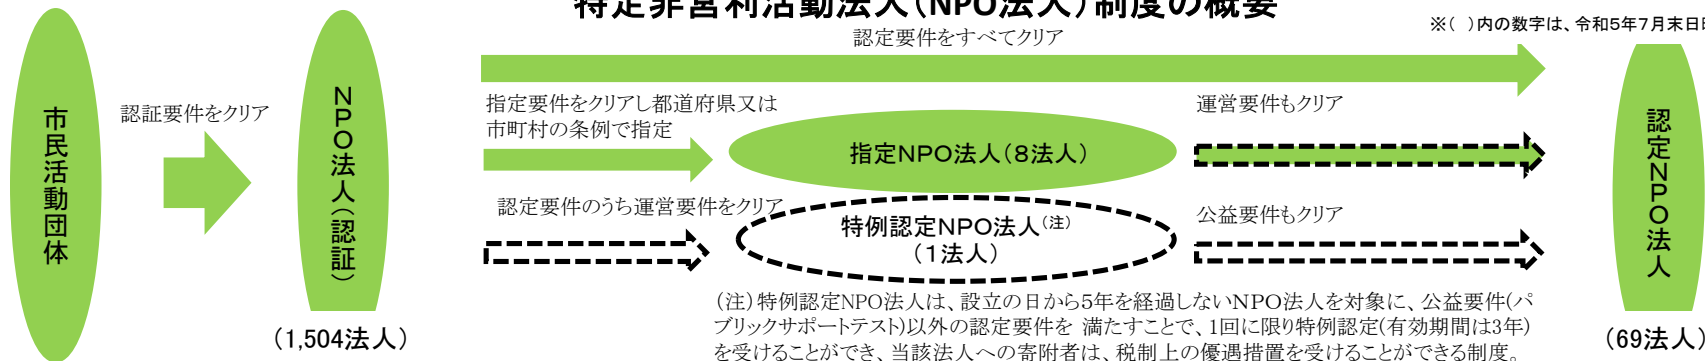 特定非営利活動法人（NPO法人）制度の概要
※（　）内の数字は、令和5年7月末日
認定要件をすべてクリア
市民活動団体
認証要件をクリア
NPO法人（認証）
（1,504法人）
指定要件をクリアし都道府県又は
市町村の条例で指定
指定NPO法人（8法人）
運営要件もクリア
認定要件のうち運営要件をクリア
特例認定NPO法人（注）
（1法人）
公益要件もクリア
認定NPO法人
（69法人）
（注）特例認定NPO法人は、設立の日から5年を経過しないNPO法人を対象に、公益要件(パ
ブリックサポートテスト)以外の認定要件を 満たすことで、1回に限り特例認定(有効期間は3年)
を受けることができ、当該法人への寄附者は、税制上の優遇措置を受けることができる制度。